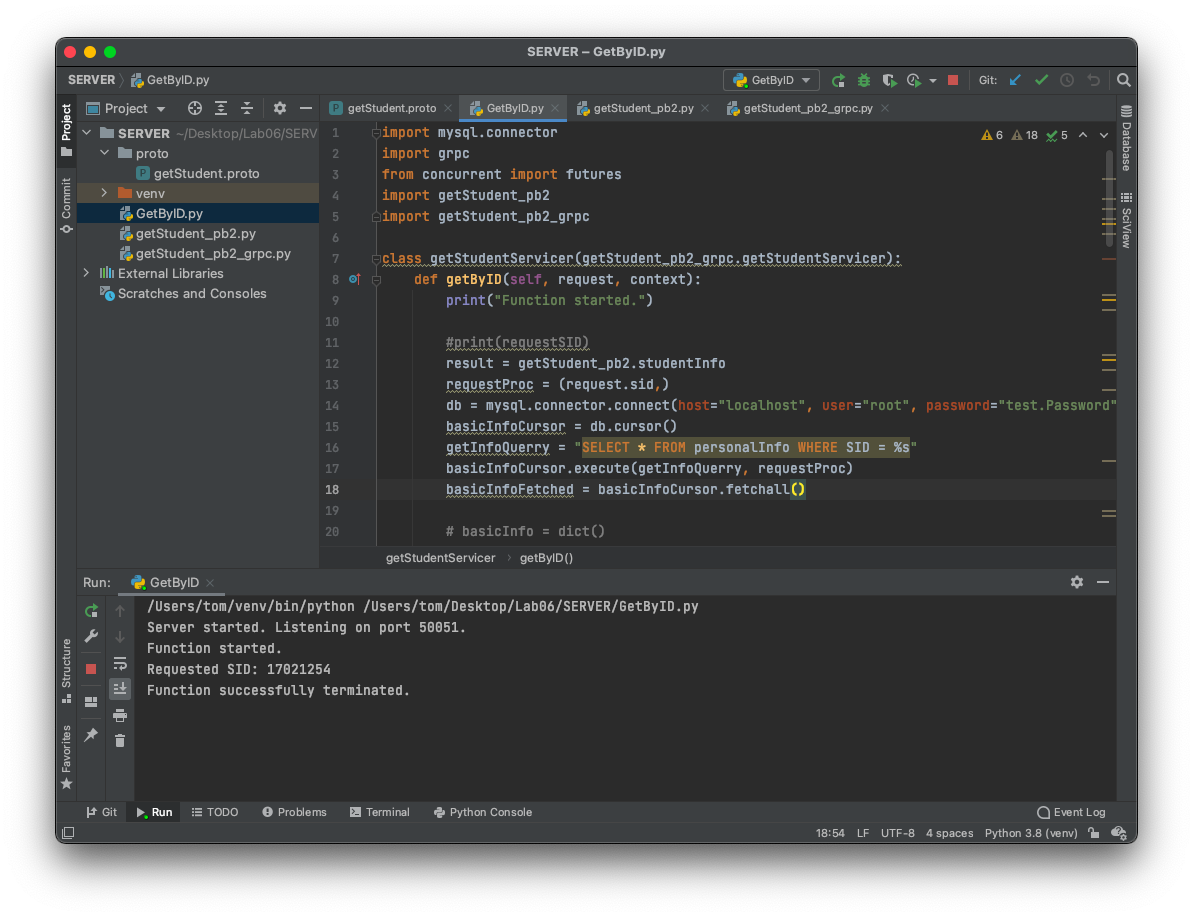 SERVER – GetByID.py
SERVER GetByID.py
GetByID
Git:
Project
getStudent.proto
GetByID.py
getStudent_pb2.py
getStudent_pb2_grpc.py
SERVER ~/Desktop/Lab06/SERV
proto
getStudent.proto
venv
GetByID.py
getStudent_pb2.py
getStudent_pb2_grpc.py
External Libraries
Scratches and Consoles
Project
Commit
Structure
Favorites
Database
SciView
6 18 5
1 import mysql.connector
2 import grpc
3 from concurrent import futures
4 import getStudent_pb2
5 import getStudent_pb2_grpc
6
7 class getStudentServicer(getStudent_pb2_grpc.getStudentServicer):
8 def getByID(self, request, context):
9 print("Function started.")
10
11 #print(requestSID)
12 result = getStudent_pb2.studentInfo
13 requestProc = (request.sid,)
14 db = mysql.connector.connect(host="localhost", user="root", password="test.Password"
15 basicInfoCursor = db.cursor()
16 getInfoQuerry = "SELECT * FROM personalInfo WHERE SID = %s"
17 basicInfoCursor.execute(getInfoQuerry, requestProc)
18 basicInfoFetched = basicInfoCursor.fetchall()
19
20 # basicInfo = dict()
getStudentServicer getByID()
Run: GetByID
/Users/tom/venv/bin/python /Users/tom/Desktop/Lab06/SERVER/GetByID.py
Server started. Listening on port 50051.
Function started.
Requested SID: 17021254
Function successfully terminated.
Git Run TODO Problems Terminal Python Console Event Log
18:54 LF UTF-8 4 spaces Python 3.8 (venv)